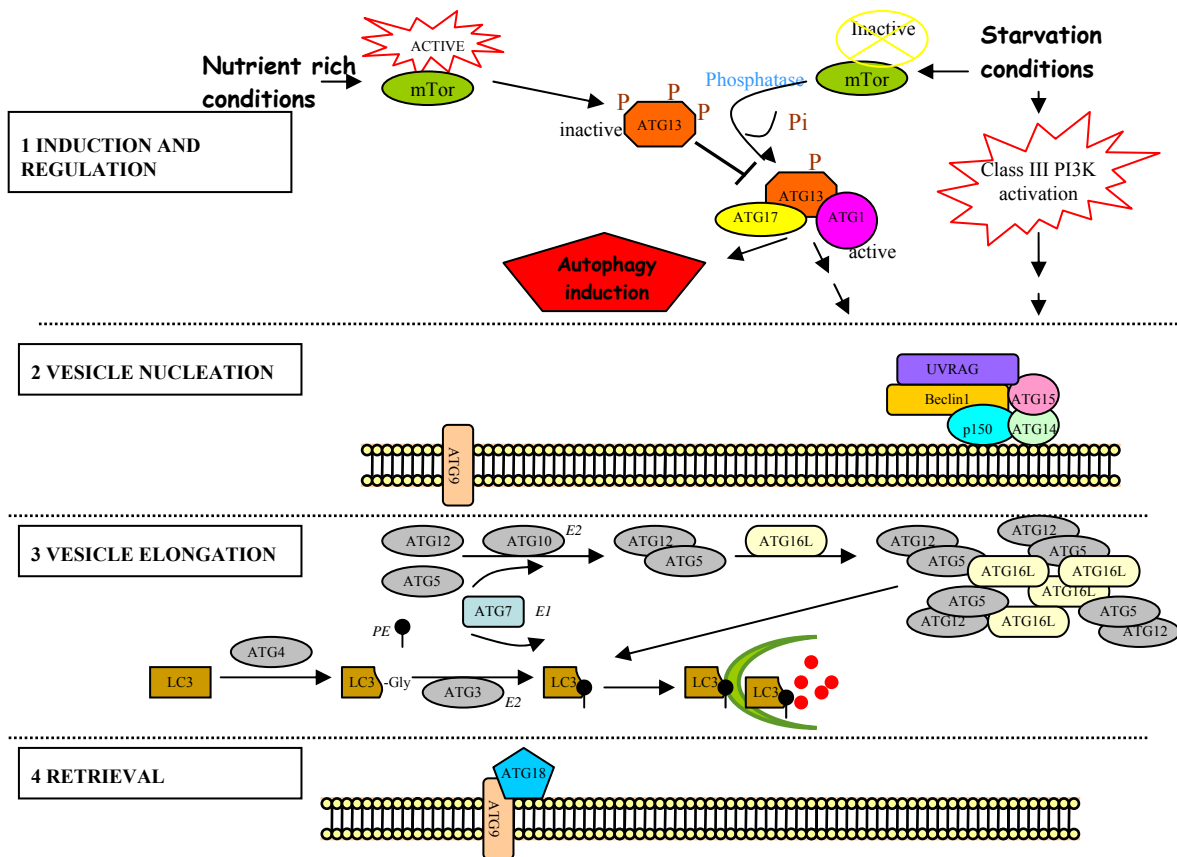 Nutrient rich
conditions
ACTIVE
mTor
Inactive
mTor
Starvation
conditions
Phosphatase
Pi
P
P
P
inactive
ATG13
1 INDUCTION AND
REGULATION
P
ATG13
ATG17
ATG1
active
Class III PI3K
activation
Autophagy
induction
2 VESICLE NUCLEATION
UVRAG
Beclin1
ATG15
p150
ATG14
ATG9
3 VESICLE ELONGATION
ATG12
ATG5
ATG10
E2
ATG12
ATG5
ATG16L
ATG12
ATG5
ATG12
ATG5
ATG16L
ATG16L
ATG16L
ATG5
ATG12
ATG16L
ATG5
ATG12
ATG7
E1
PE
LC3
ATG4
LC3
-Gly
ATG3
E2
LC3
LC3
LC3
4 RETRIEVAL
ATG18
ATG9